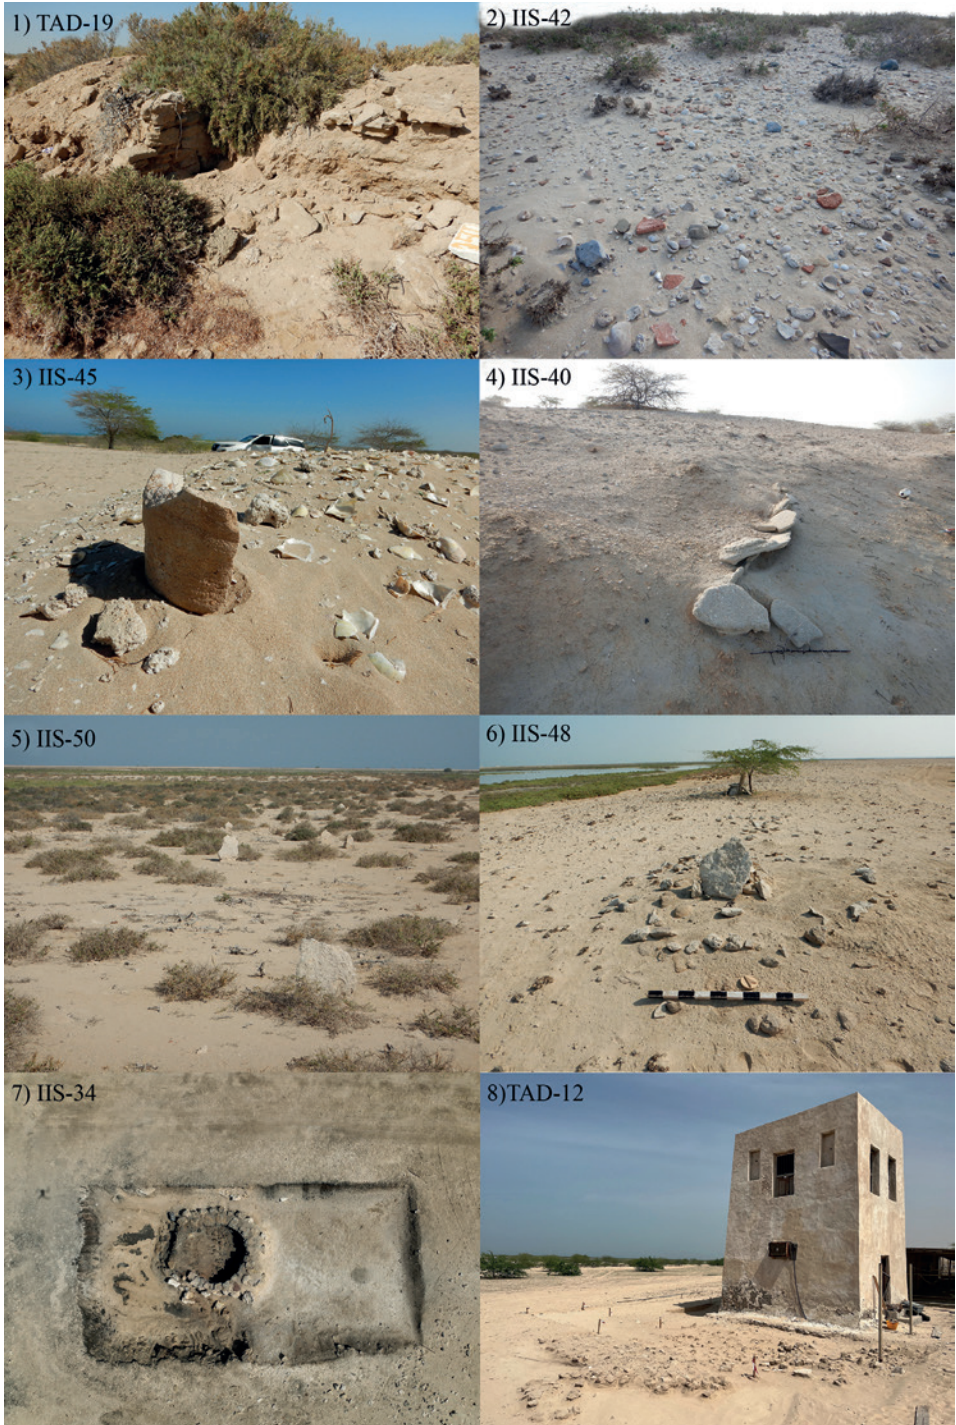 1) TAD-19
2) IIS-42
3) IIS-45
4) IIS-40
5) IIS-50
6) IIS-48
7) IIS-34
8)TAD-12